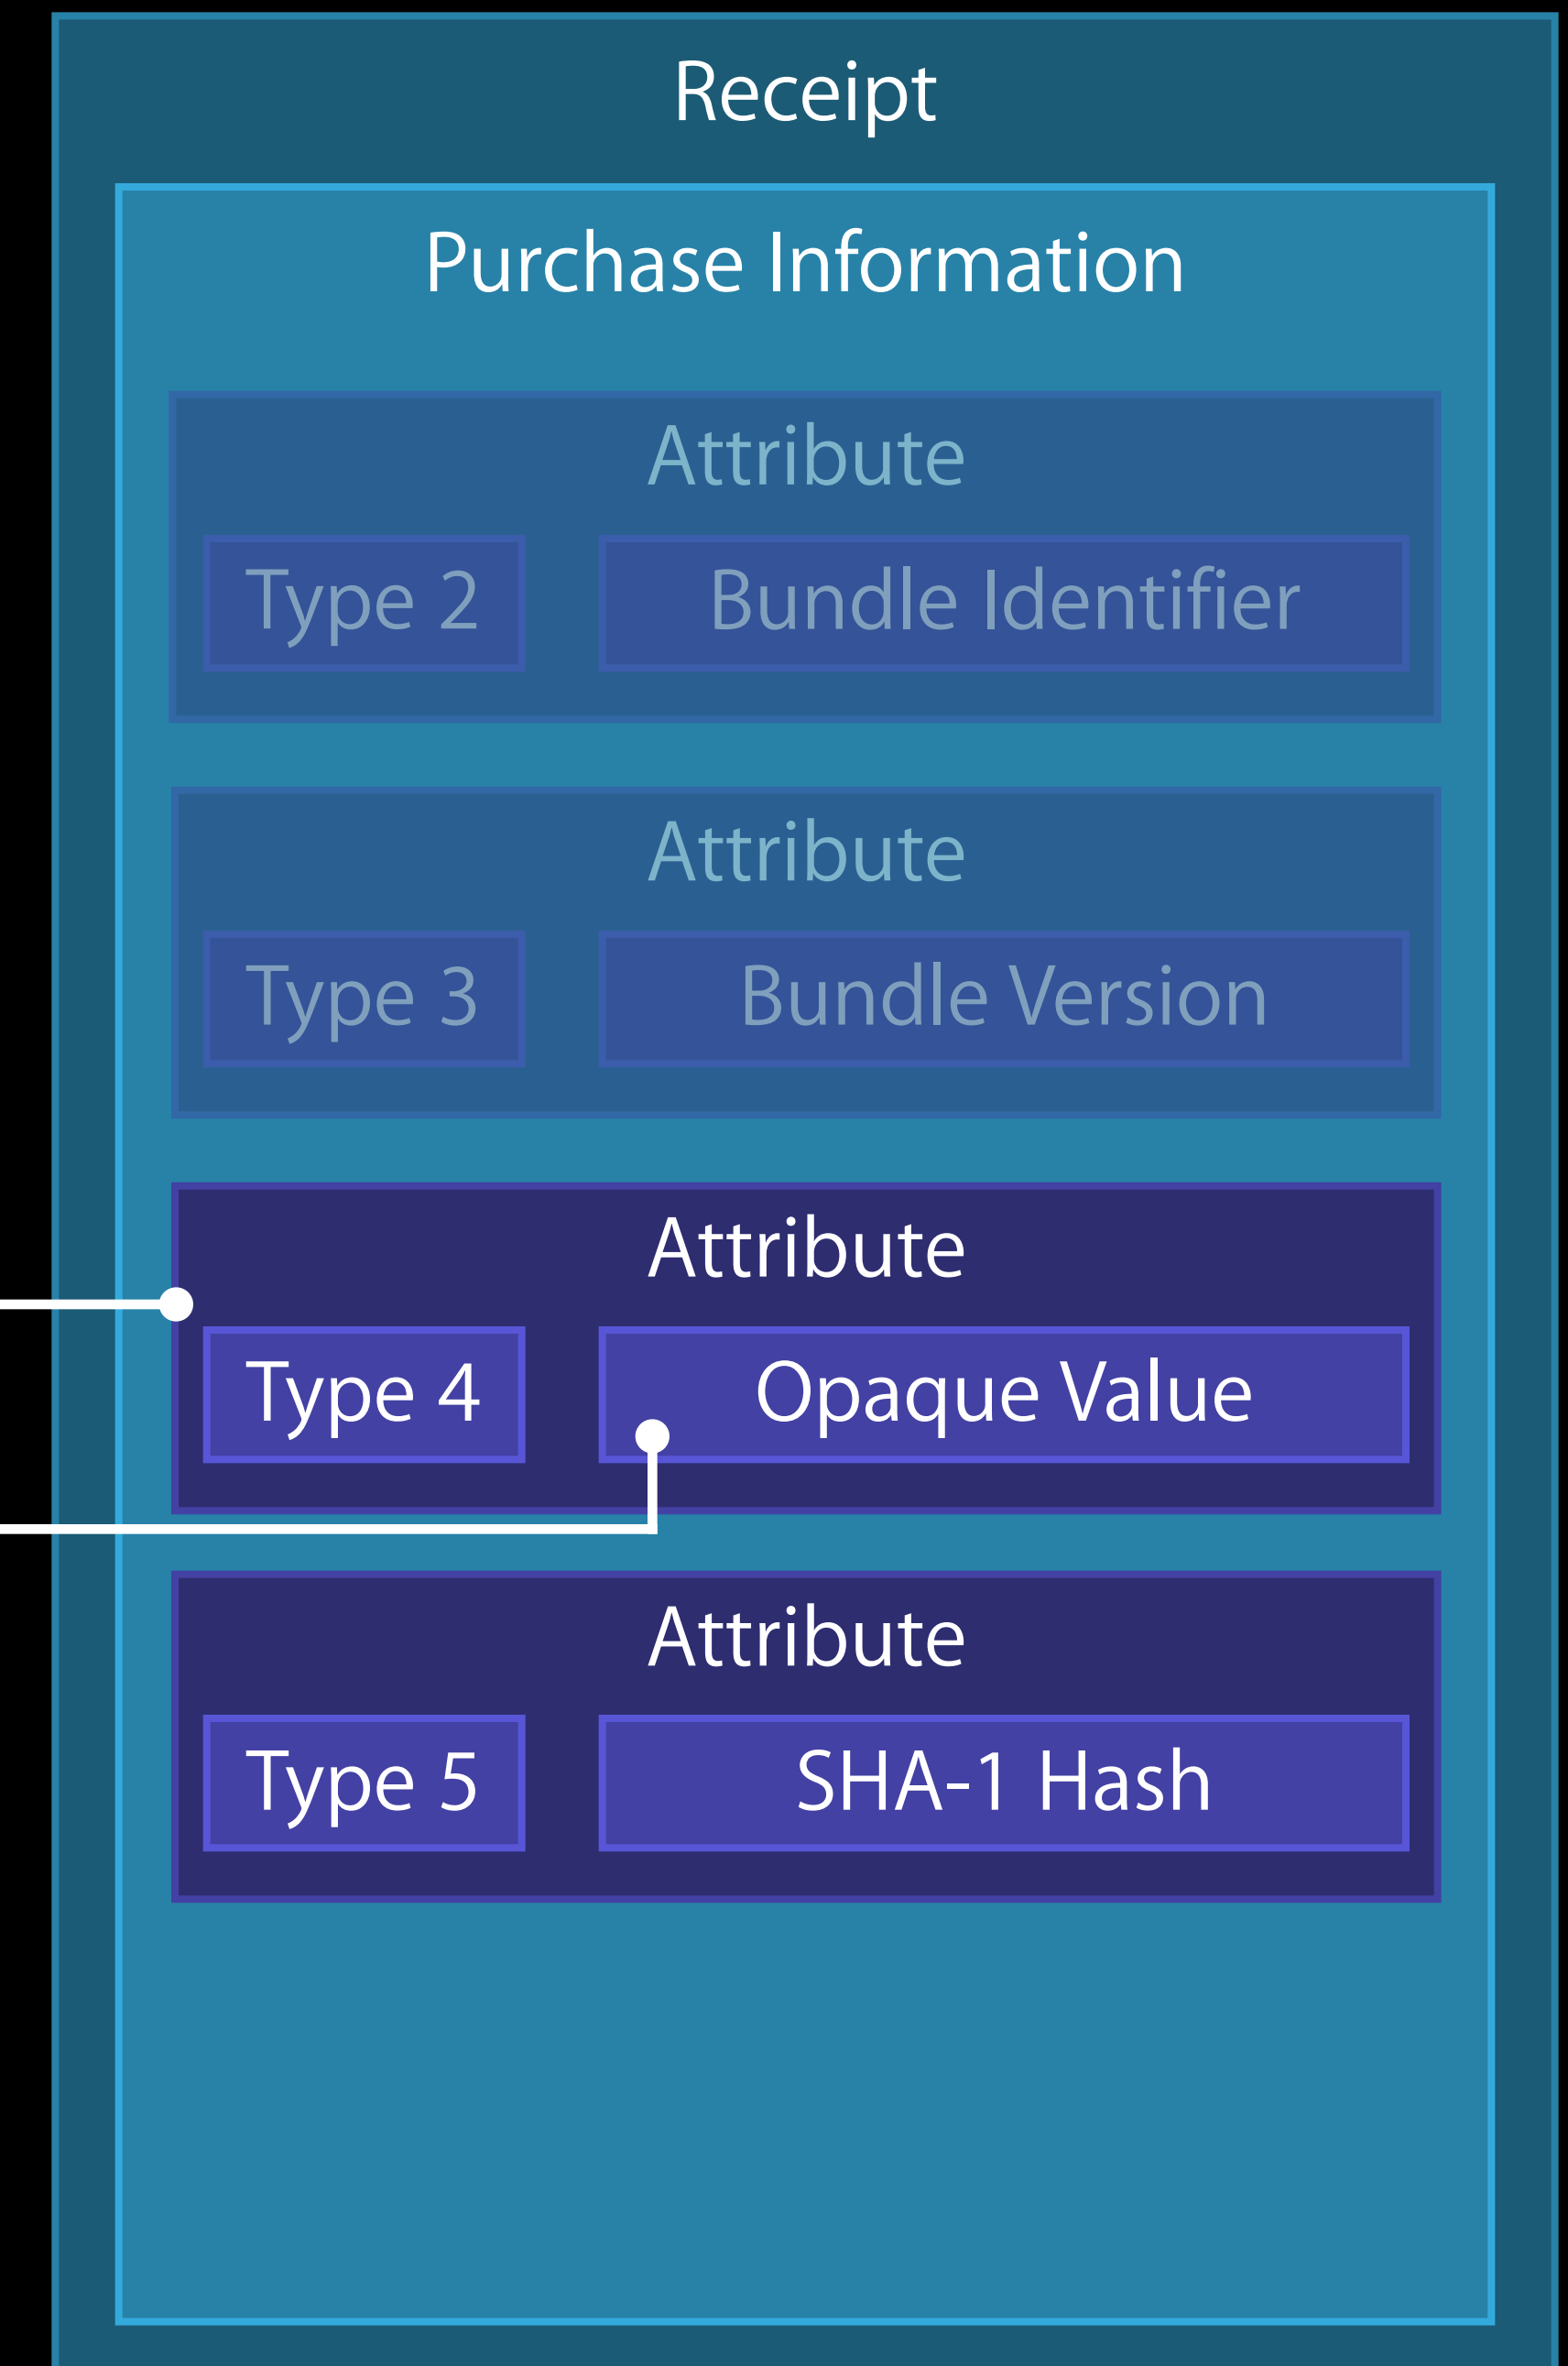 Receipt
Purchase Information
Attribute
Type 2 Bundle Identifier
Attribute
Type 3 Bundle Version
Attribute
Type 4 Opaque Value
Attribute
Type 5 SHA-1 Hash